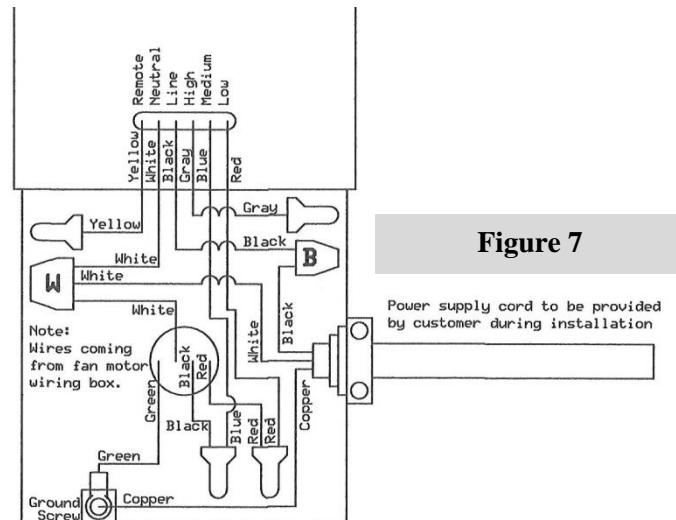 Remote
Neutral
Line
High
Medium
Low
Yellow
White
Black
Gray
Blue
Red
Yellow
Gray
White
Black
W
White
B
Figure 7
White
Black
Power supply cord to be provided
by customer during installation
Note:
Wires coming
from fan motor
wiring box.
White
Black
Red
Green
Black
Blue
Red
Red
Copper
Green
Ground
Screw
Copper